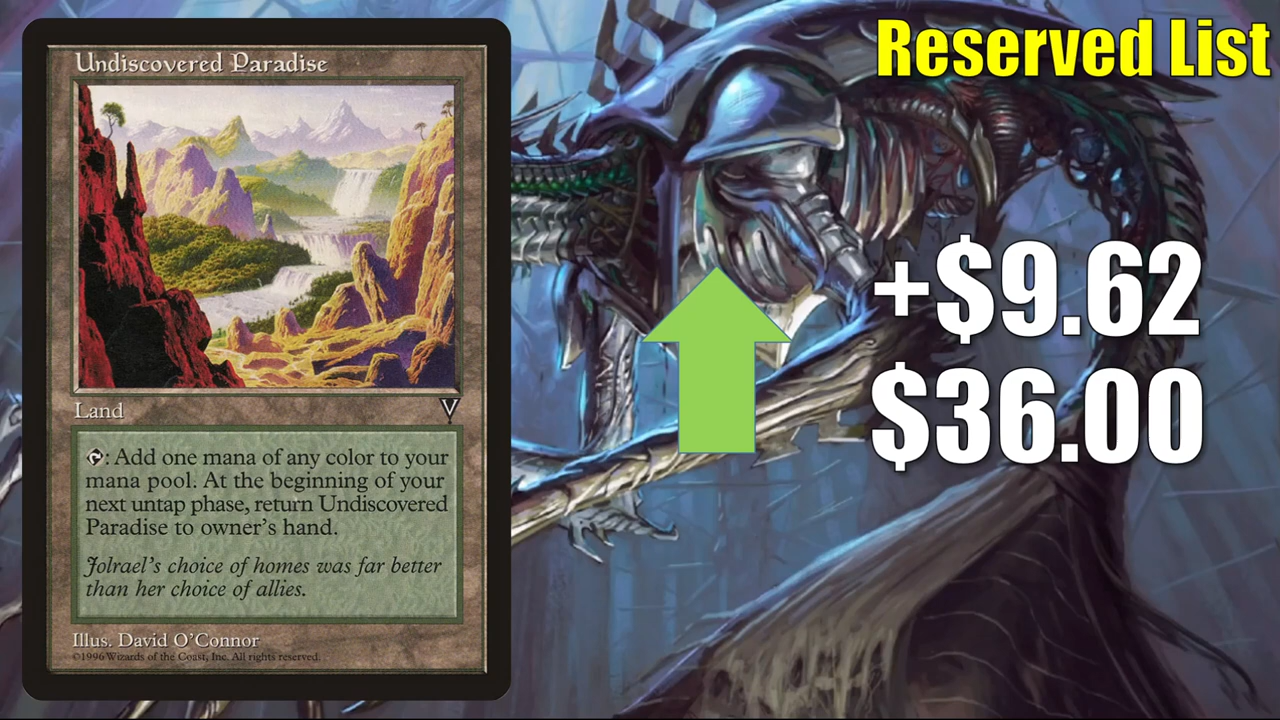 Undiscovered Paradise
Reserved List
+$9.62
$36.00
Land
V
: Add one mana of any color to your
mana pool. At the beginning of your
next untap phase, return Undiscovered
Paradise to owner's hand.
Jolrael's choice of homes was far better
than her choice of allies.
Illus. David O'Connor
©1996 Wizards of the Coast, Inc. All rights reserved.